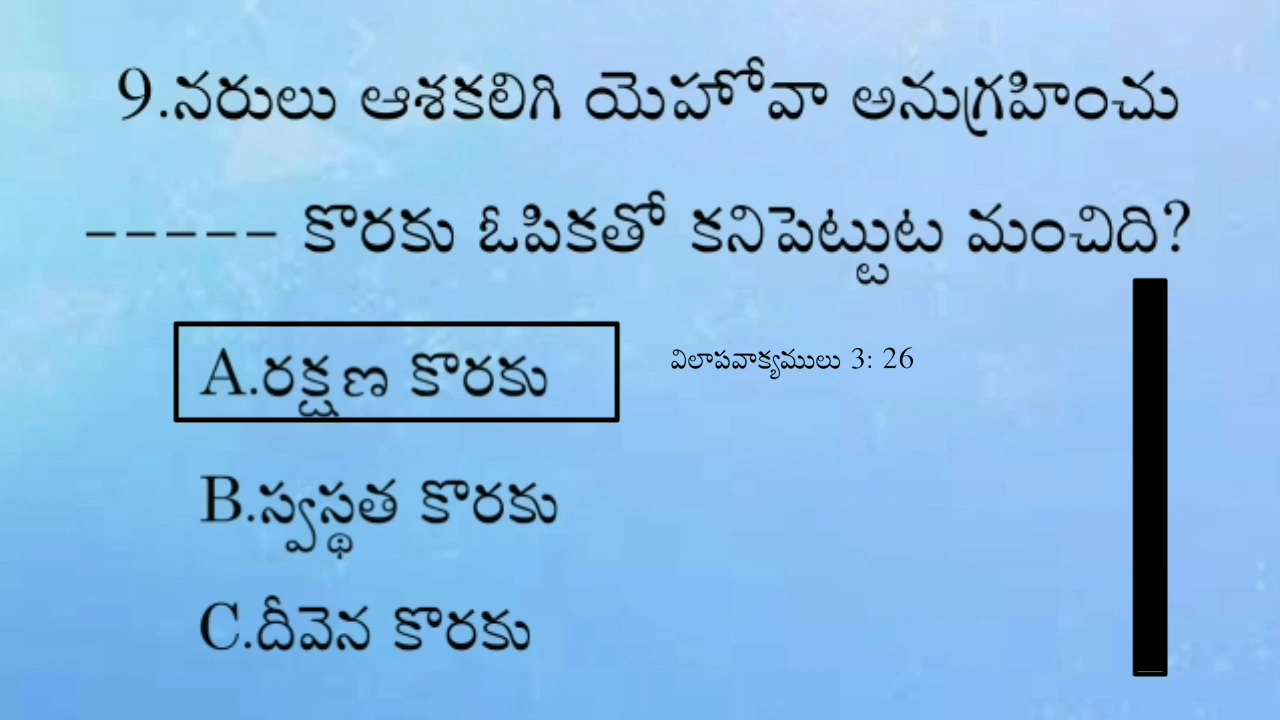 9.నరులు ఆశకలిగి యెహోవా అనుగ్రహించు
----- కొరకు ఓపికతో కనిపెట్టుట మంచిది?
A.రక్షణ కొరకు
విలాపవాక్యములు 3: 26
B.స్వస్థత కొరకు
C.దీవెన కొరకు